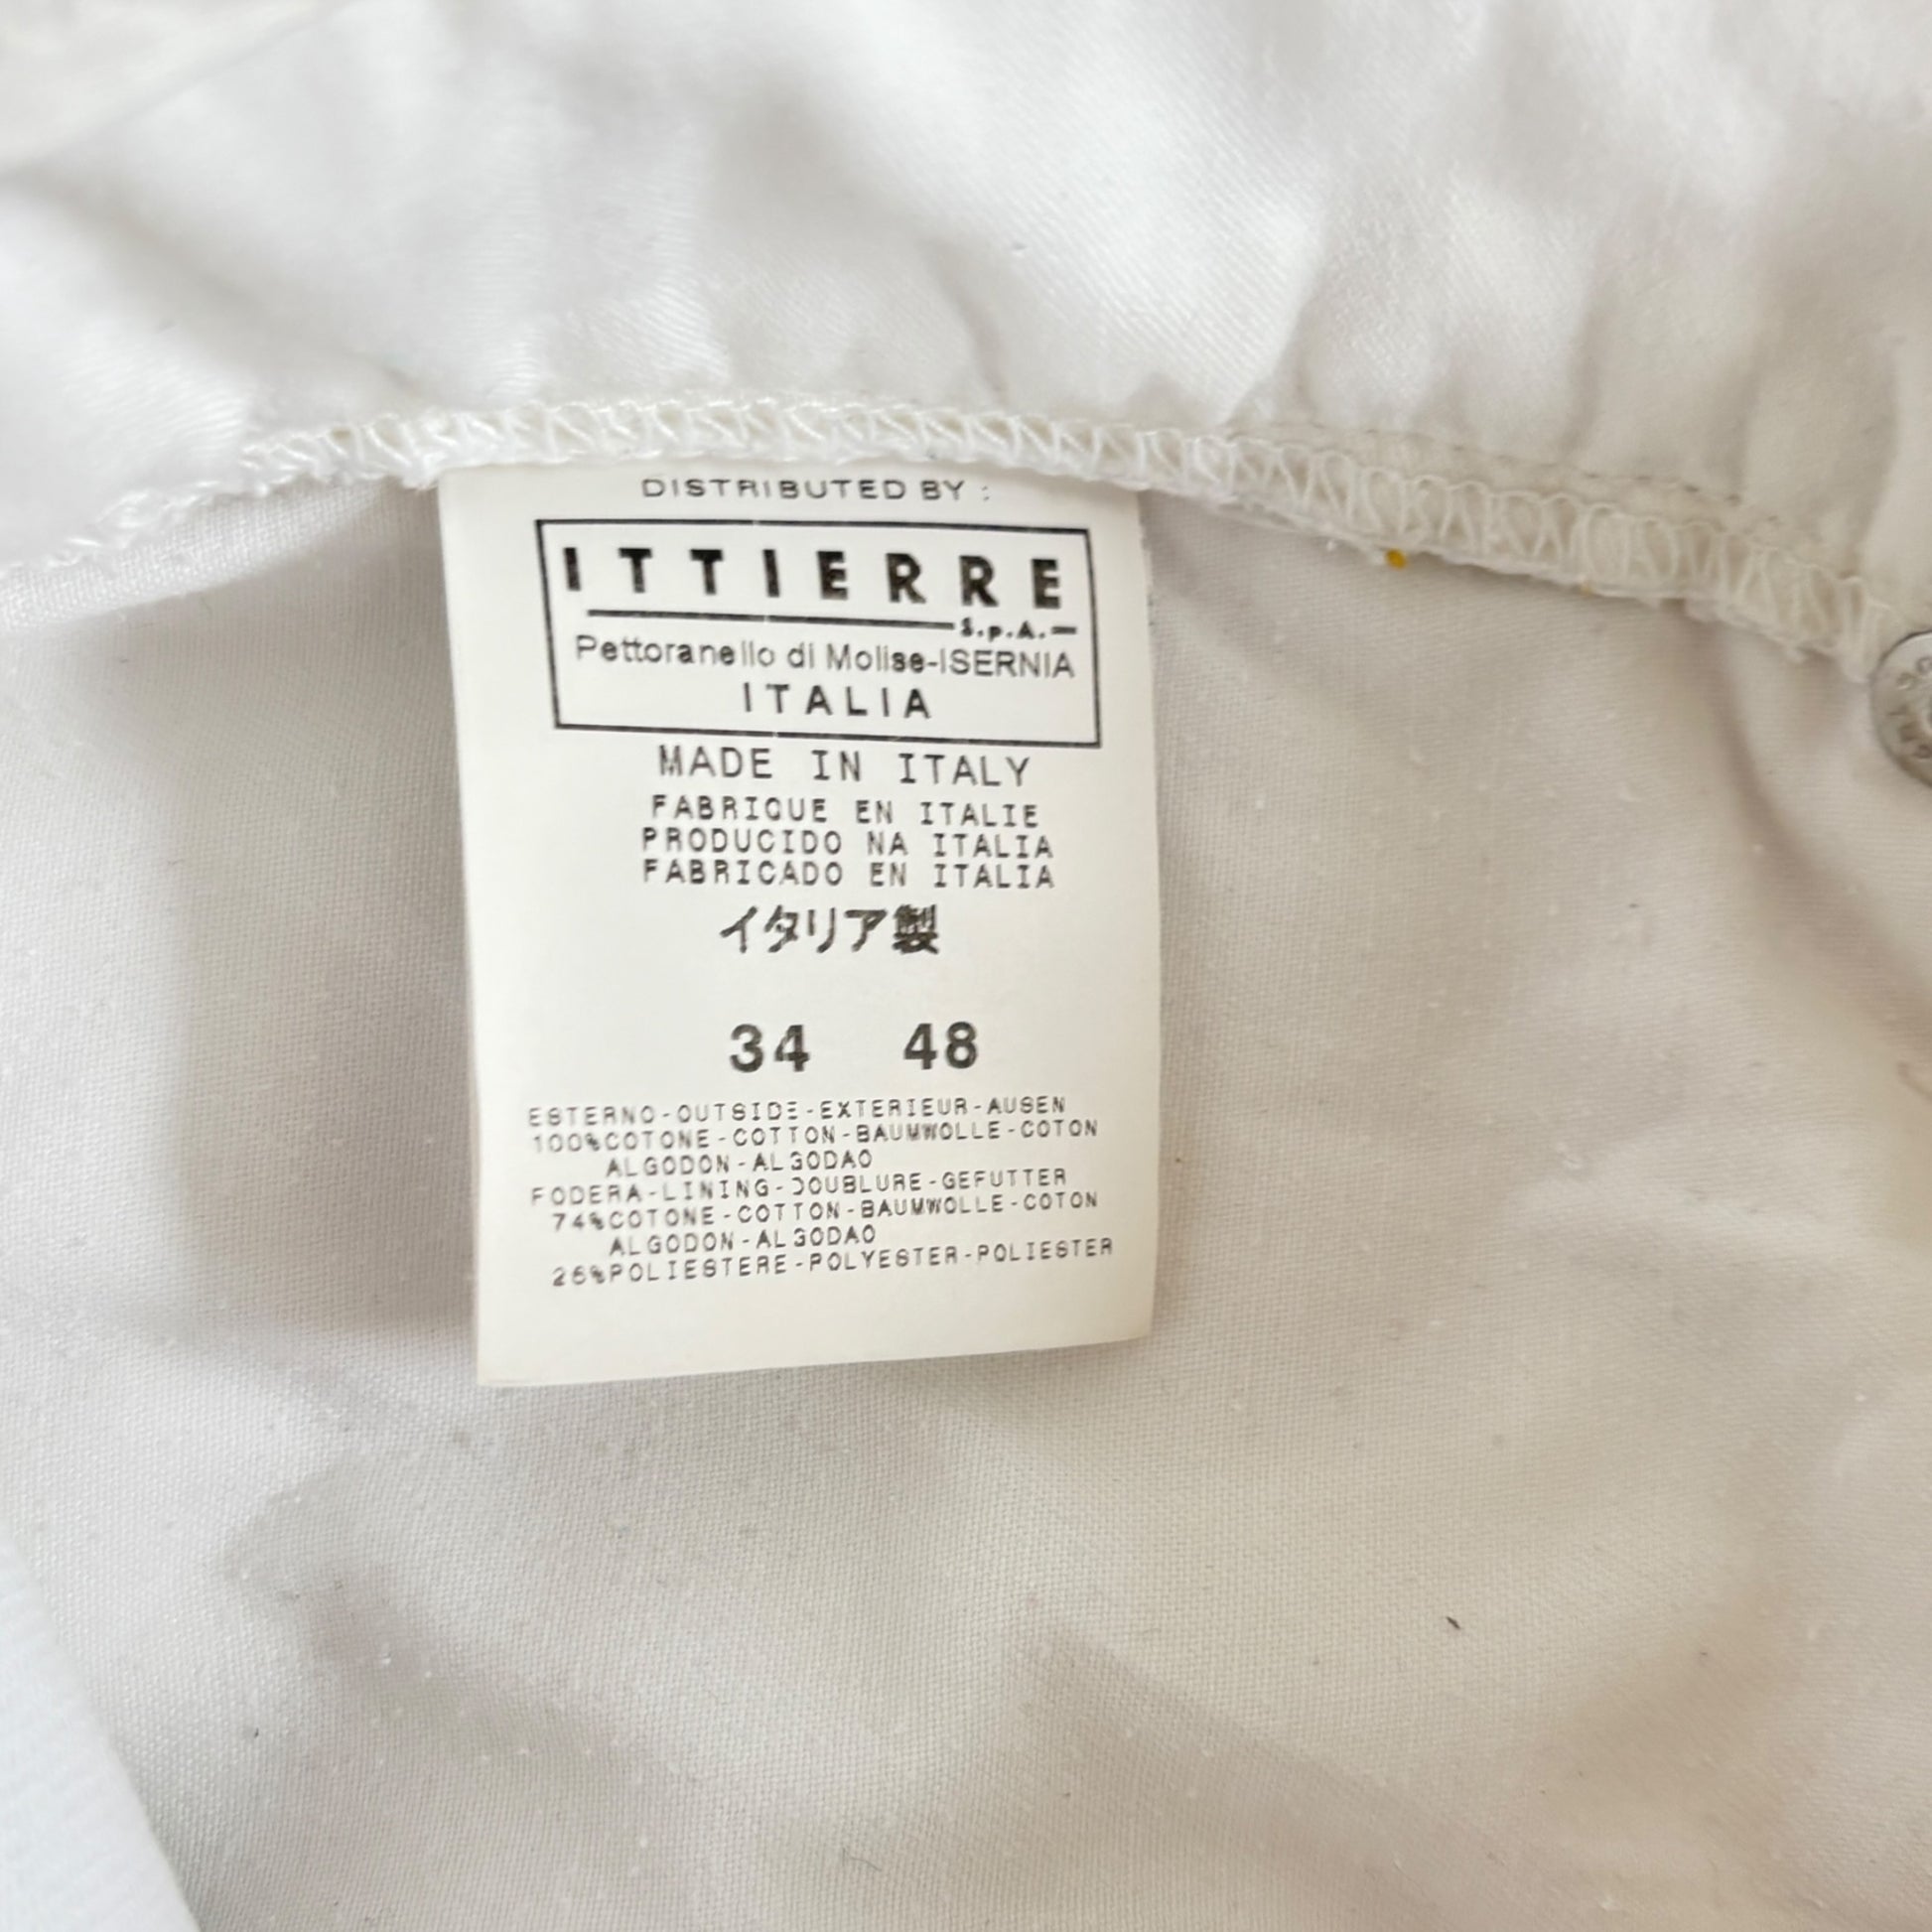 DISTRIBUTED BY :
ITTIERRE
S.p.A.
Pettoranello di Molise-ISERNIA
ITALIA
MADE IN ITALY
FABRIQUE EN ITALIE
PRODUCIDO NA ITALIA
FABRICADO EN ITALIA
イタリア製
34 48
ESTERNO-OUTSIDE-EXTERIEUR-AUSEN
100%COTONE-COTTON-BAUMWOLLE-COTON
ALGODON-ALGODAO
FODERA-LINING-DOUBLURE-GEFUTTER
74%COTONE-COTTON-BAUMWOLLE-COTON
ALGODON-ALGODAO
26%POLIESTERE-POLYESTER-POLIESTER